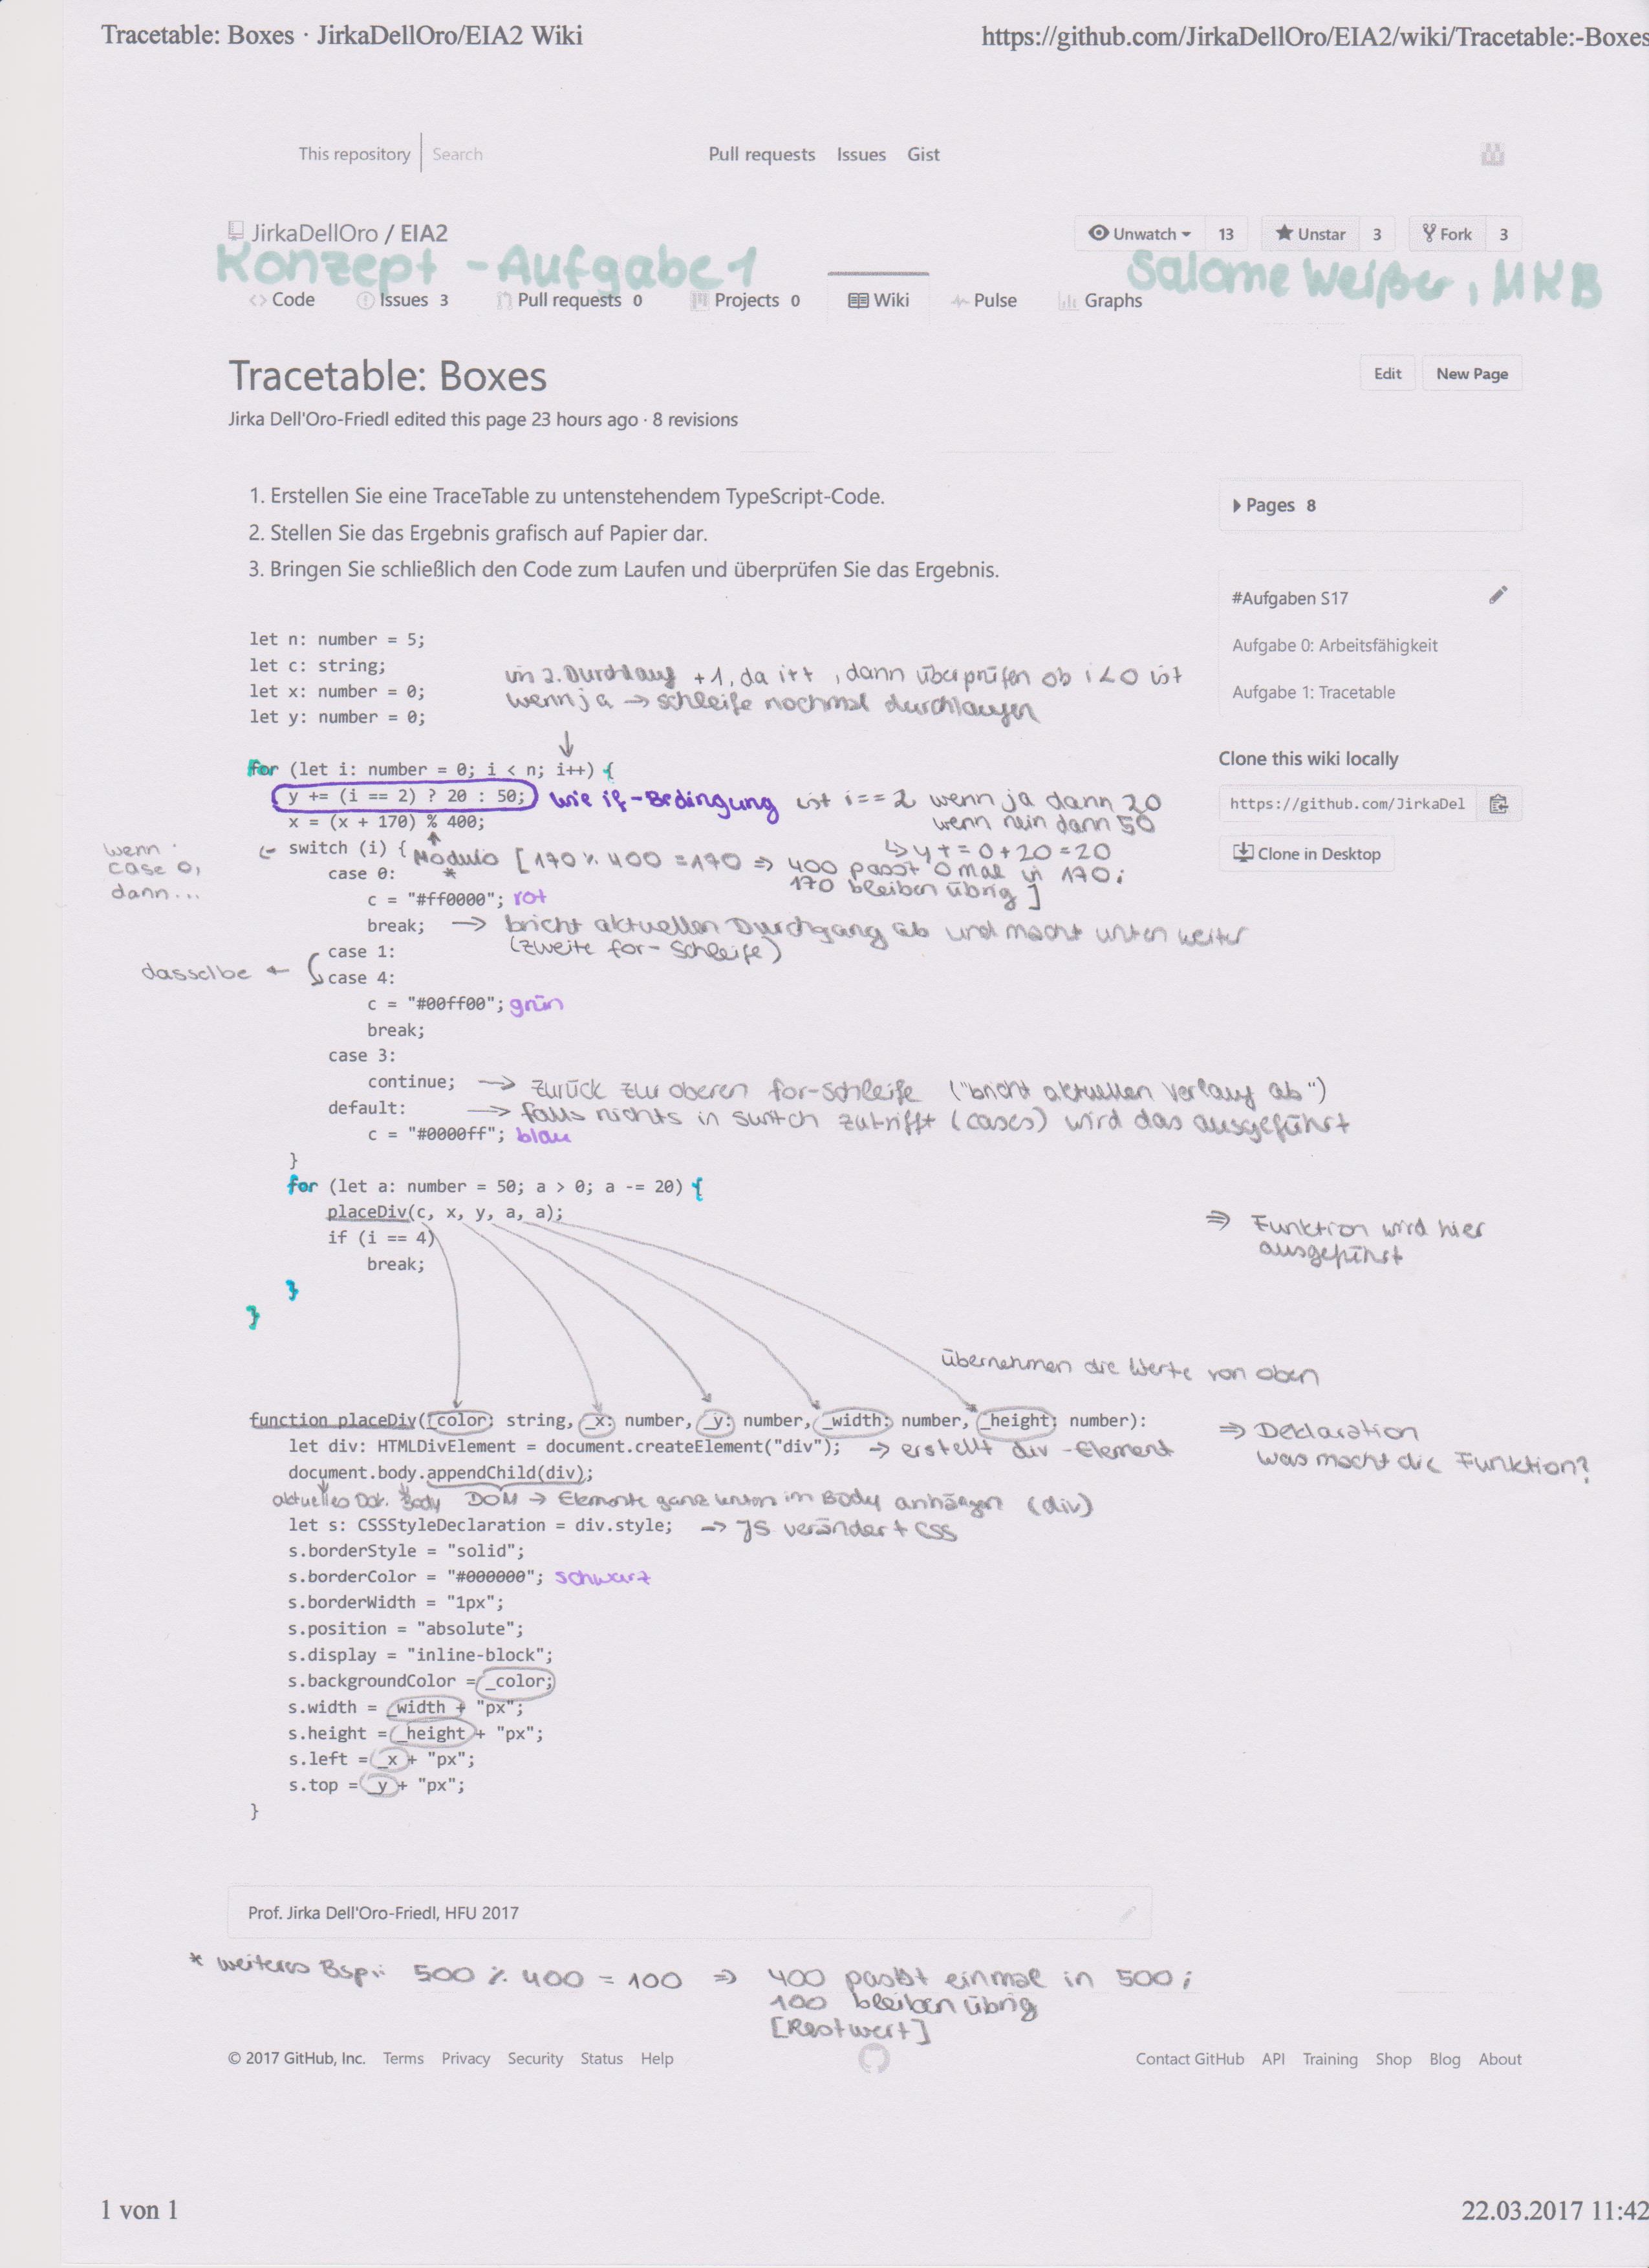 Tracetable: Boxes · JirkaDellOro/EIA2 Wiki
https://github.com/JirkaDellOro/EIA2/wiki/Tracetable:-Boxes
This repository Search Pull requests Issues Gist
JirkaDellOro / EIA2 Unwatch 13 Unstar 3 Fork 3
Konzept - Aufgabe 1 Salome Weißer, MKB
Code Issues 3 Pull requests 0 Projects 0 Wiki Pulse Graphs
Tracetable: Boxes Edit New Page
Jirka Dell'Oro-Friedl edited this page 23 hours ago · 8 revisions
1. Erstellen Sie eine TraceTable zu untenstehendem TypeScript-Code.
2. Stellen Sie das Ergebnis grafisch auf Papier dar.
3. Bringen Sie schließlich den Code zum Laufen und überprüfen Sie das Ergebnis.
Pages 8
#Aufgaben S17
Aufgabe 0: Arbeitsfähigkeit
Aufgabe 1: Tracetable
Clone this wiki locally
https://github.com/JirkaDel
Clone in Desktop
let n: number = 5;
let c: string;
let x: number = 0;
let y: number = 0;
im 2. Durchlauf +1, da i++, dann überprüfen ob i<0 ist
wenn ja → schleife nochmal durchlaufen
↓
for (let i: number = 0; i < n; i++) {
y += (i == 2) ? 20 : 50; wie if-Bedingung ist i==2 wenn ja dann 20
wenn nein dann 50
x = (x + 170) % 400;
↳ y += 0+20=20
switch (i) { Modulo [170 % 400 = 170 ⇒ 400 passt 0 mal in 170;
170 bleiben übrig]
wenn
case 0,
dann...
case 0: *
c = "#ff0000"; rot
break; → bricht aktuellen Durchgang ab und macht unten weiter
(zweite for-Schleife)
case 1:
dasselbe ←
case 4:
c = "#00ff00"; grün
break;
case 3:
continue; → zurück zur oberen for-Schleife ("bricht aktuellen Verlauf ab")
default: → falls nichts in switch zutrifft (cases) wird das ausgeführt
c = "#0000ff"; blau
}
for (let a: number = 50; a > 0; a -= 20) {
placeDiv(c, x, y, a, a); ⇒ Funktion wird hier
ausgeführt
if (i == 4)
break;
}
}
übernehmen die Werte von oben
function placeDiv(_color: string, _x: number, _y: number, _width: number, _height: number): ⇒ Deklaration
was macht die Funktion?
let div: HTMLDivElement = document.createElement("div"); → erstellt div-Element
document.body.appendChild(div);
aktuelles Dok. Body DOM → Elemente ganz unten im Body anhängen (div)
let s: CSSStyleDeclaration = div.style; → JS verändert CSS
s.borderStyle = "solid";
s.borderColor = "#000000"; schwarz
s.borderWidth = "1px";
s.position = "absolute";
s.display = "inline-block";
s.backgroundColor = _color;
s.width = _width + "px";
s.height = _height + "px";
s.left = _x + "px";
s.top = _y + "px";
}
Prof. Jirka Dell'Oro-Friedl, HFU 2017
* weiteres Bsp.: 500 % 400 = 100 ⇒ 400 passt einmal in 500;
100 bleiben übrig
[Restwert]
© 2017 GitHub, Inc. Terms Privacy Security Status Help Contact GitHub API Training Shop Blog About
1 von 1 22.03.2017 11:42